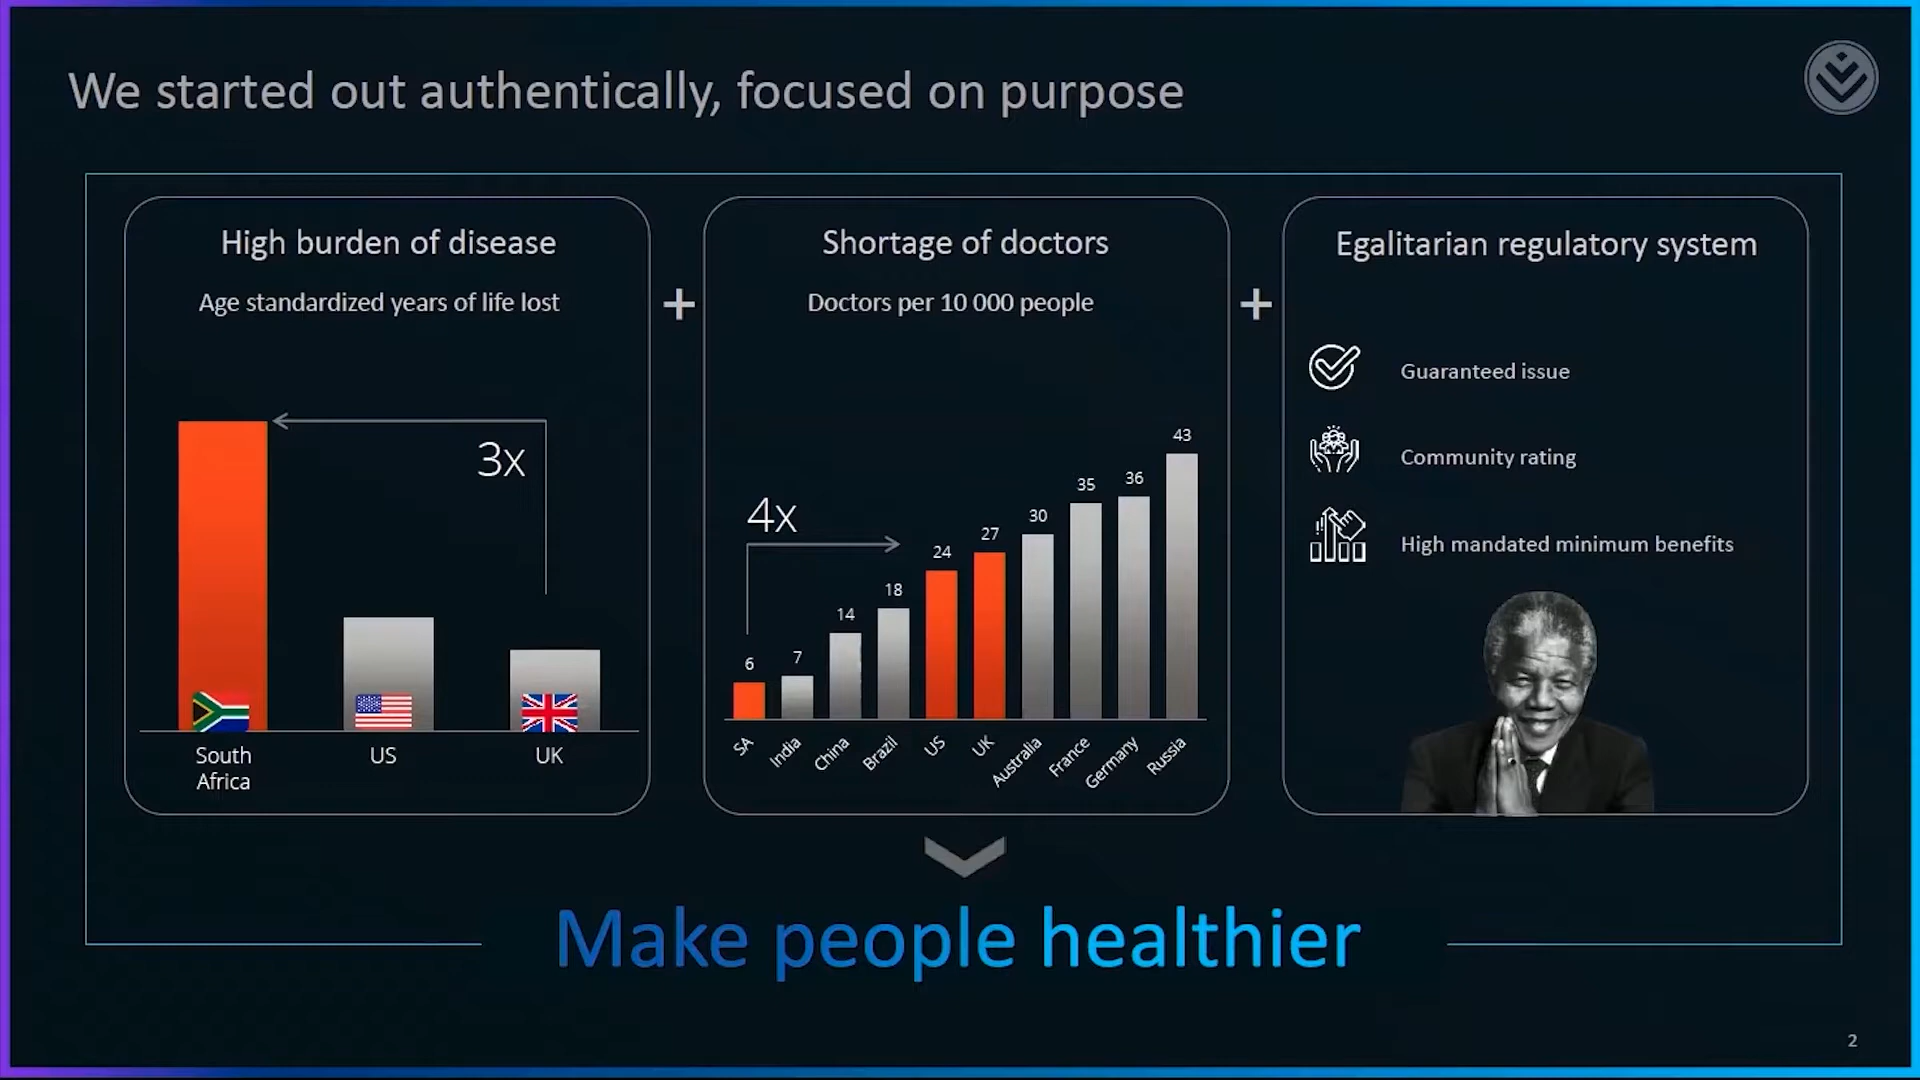 We started out authentically, focused on purpose
High burden of disease
Age standardized years of life lost
3x
South
Africa
US
UK
+
Shortage of doctors
Doctors per 10 000 people
4x
6
7
14
18
24
27
30
35
36
43
SA
India
China
Brazil
US
UK
Australia
France
Germany
Russia
+
Egalitarian regulatory system
Guaranteed issue
Community rating
High mandated minimum benefits
Make people healthier
2